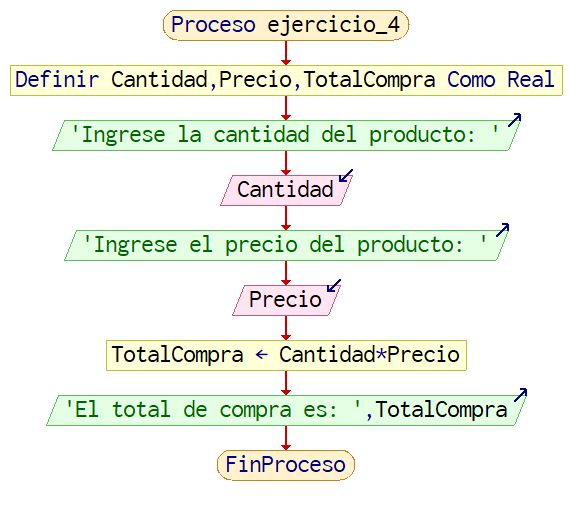 Proceso ejercicio_4
Definir Cantidad,Precio,TotalCompra Como Real
'Ingrese la cantidad del producto: '
Cantidad
'Ingrese el precio del producto: '
Precio
TotalCompra ← Cantidad*Precio
'El total de compra es: ',TotalCompra
FinProceso